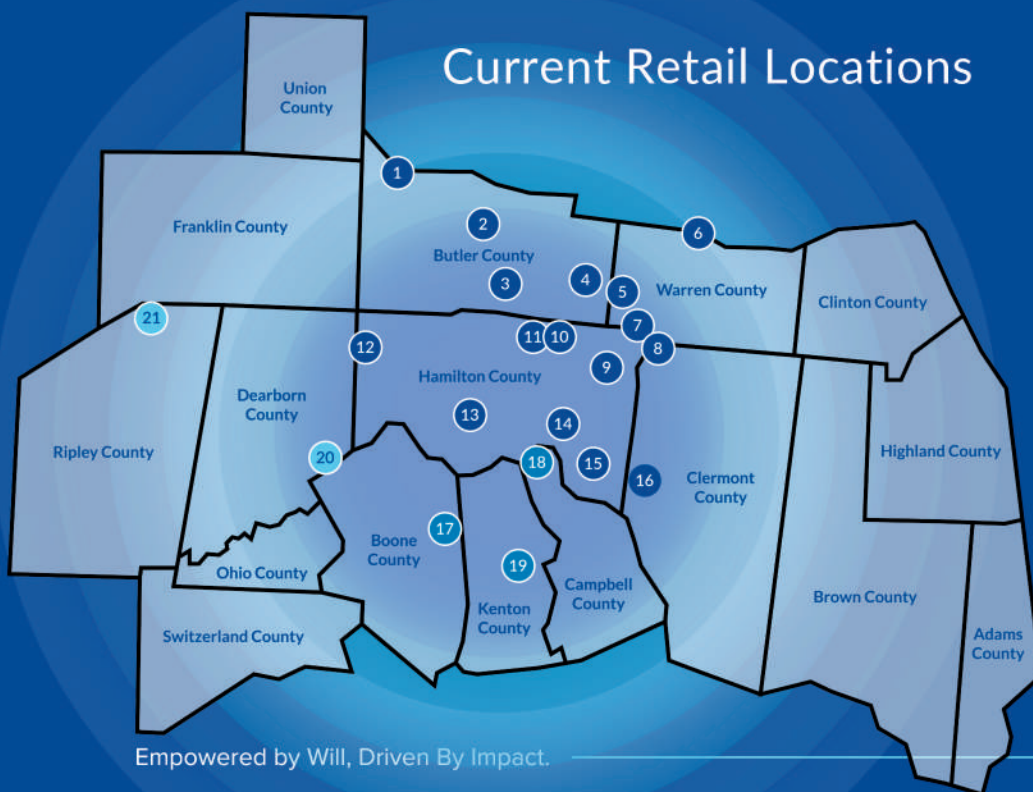 Current Retail Locations
Union
County
1
Franklin County
2
6
Butler County
3
4
5
Warren County
Clinton County
21
7
12
11
10
8
9
Hamilton County
Dearborn
County
13
14
Ripley County
20
18
15
16
Clermont
County
Highland County
17
Boone
County
19
Ohio County
Campbell
County
Kenton
County
Brown County
Switzerland County
Adams
County
Empowered by Will, Driven By Impact.